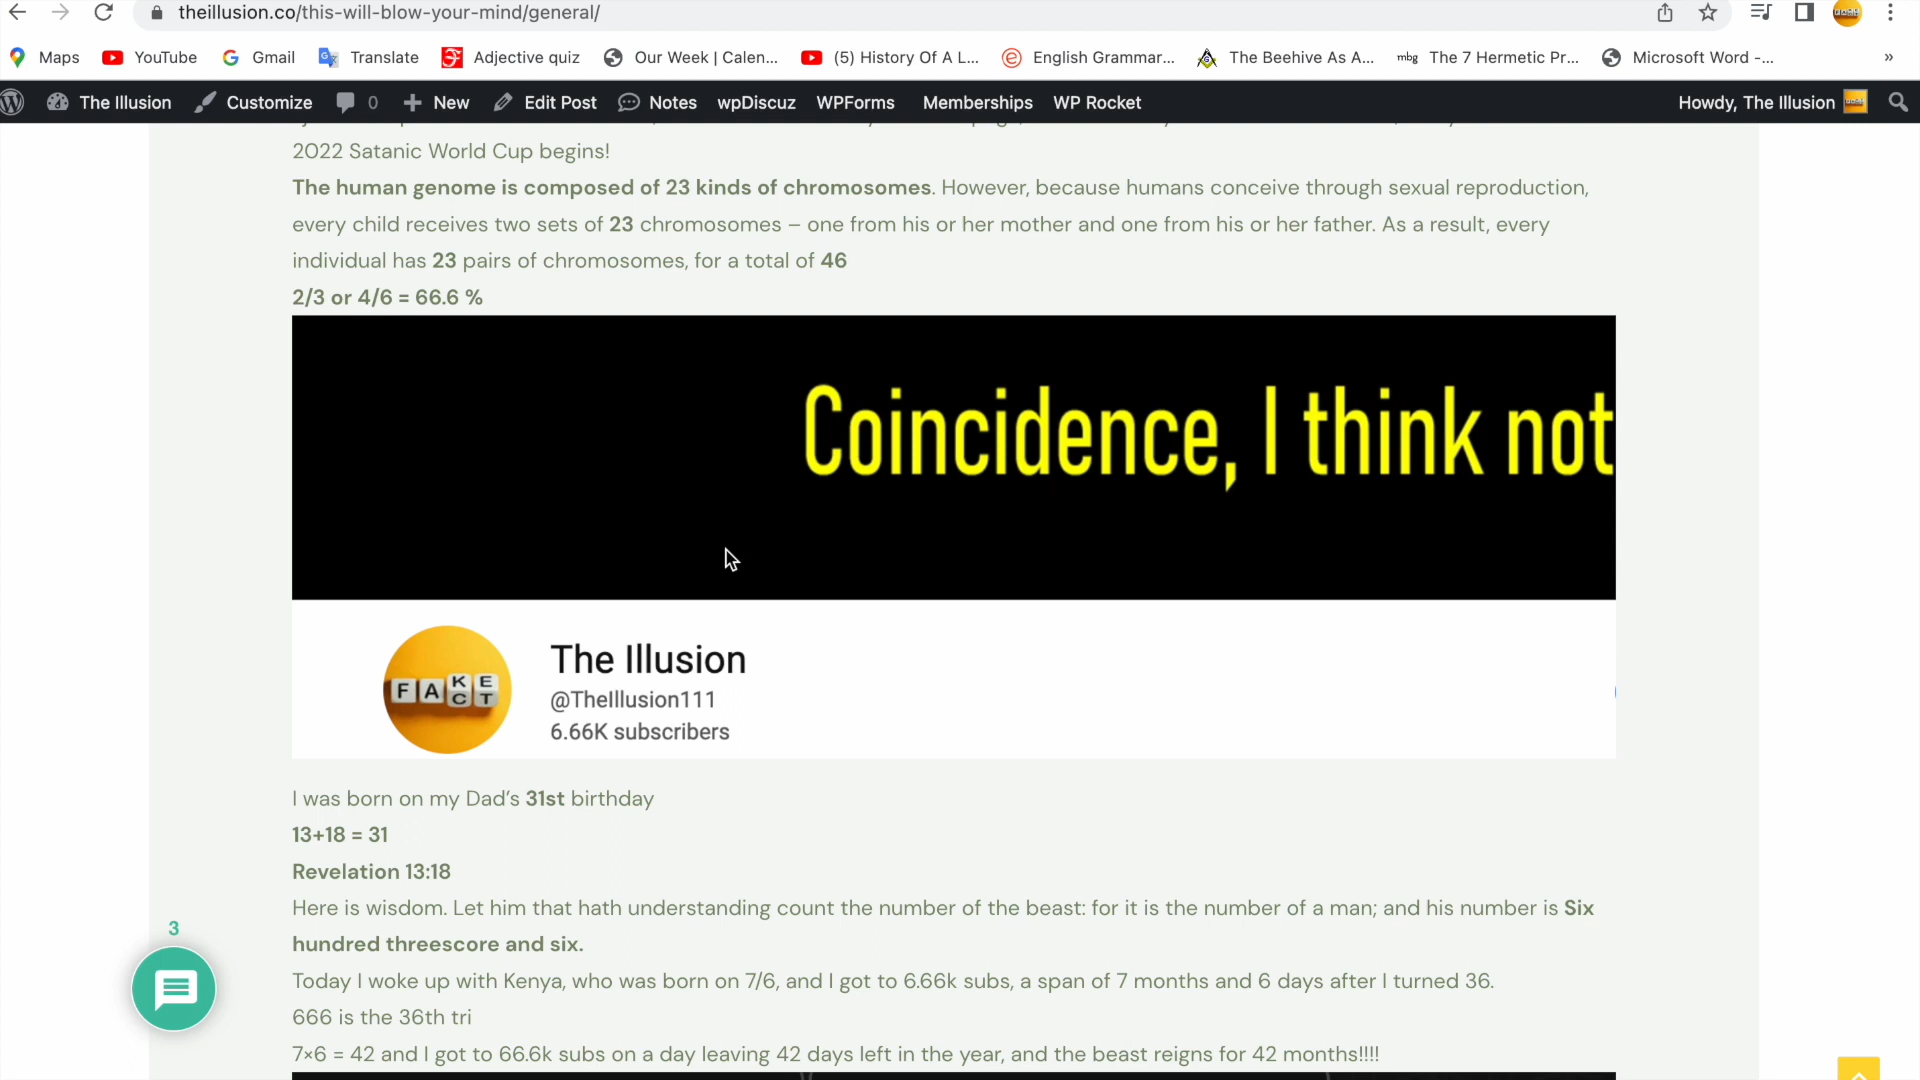 theillusion.co/this-will-blow-your-mind/general/
Maps YouTube Gmail Translate Adjective quiz Our Week | Calen... (5) History Of A L... English Grammar... The Beehive As A... mbg The 7 Hermetic Pr... Microsoft Word -... »
The Illusion Customize 0 New Edit Post Notes wpDiscuz WPForms Memberships WP Rocket Howdy, The Illusion
2022 Satanic World Cup begins!
The human genome is composed of 23 kinds of chromosomes. However, because humans conceive through sexual reproduction,
every child receives two sets of 23 chromosomes – one from his or her mother and one from his or her father. As a result, every
individual has 23 pairs of chromosomes, for a total of 46
2/3 or 4/6 = 66.6 %
Coincidence, I think not
FAKE
CT
The Illusion
@TheIllusion111
6.66K subscribers
I was born on my Dad's 31st birthday
13+18 = 31
Revelation 13:18
Here is wisdom. Let him that hath understanding count the number of the beast: for it is the number of a man; and his number is Six
hundred threescore and six.
3
Today I woke up with Kenya, who was born on 7/6, and I got to 6.66k subs, a span of 7 months and 6 days after I turned 36.
666 is the 36th tri
7×6 = 42 and I got to 66.6k subs on a day leaving 42 days left in the year, and the beast reigns for 42 months!!!!